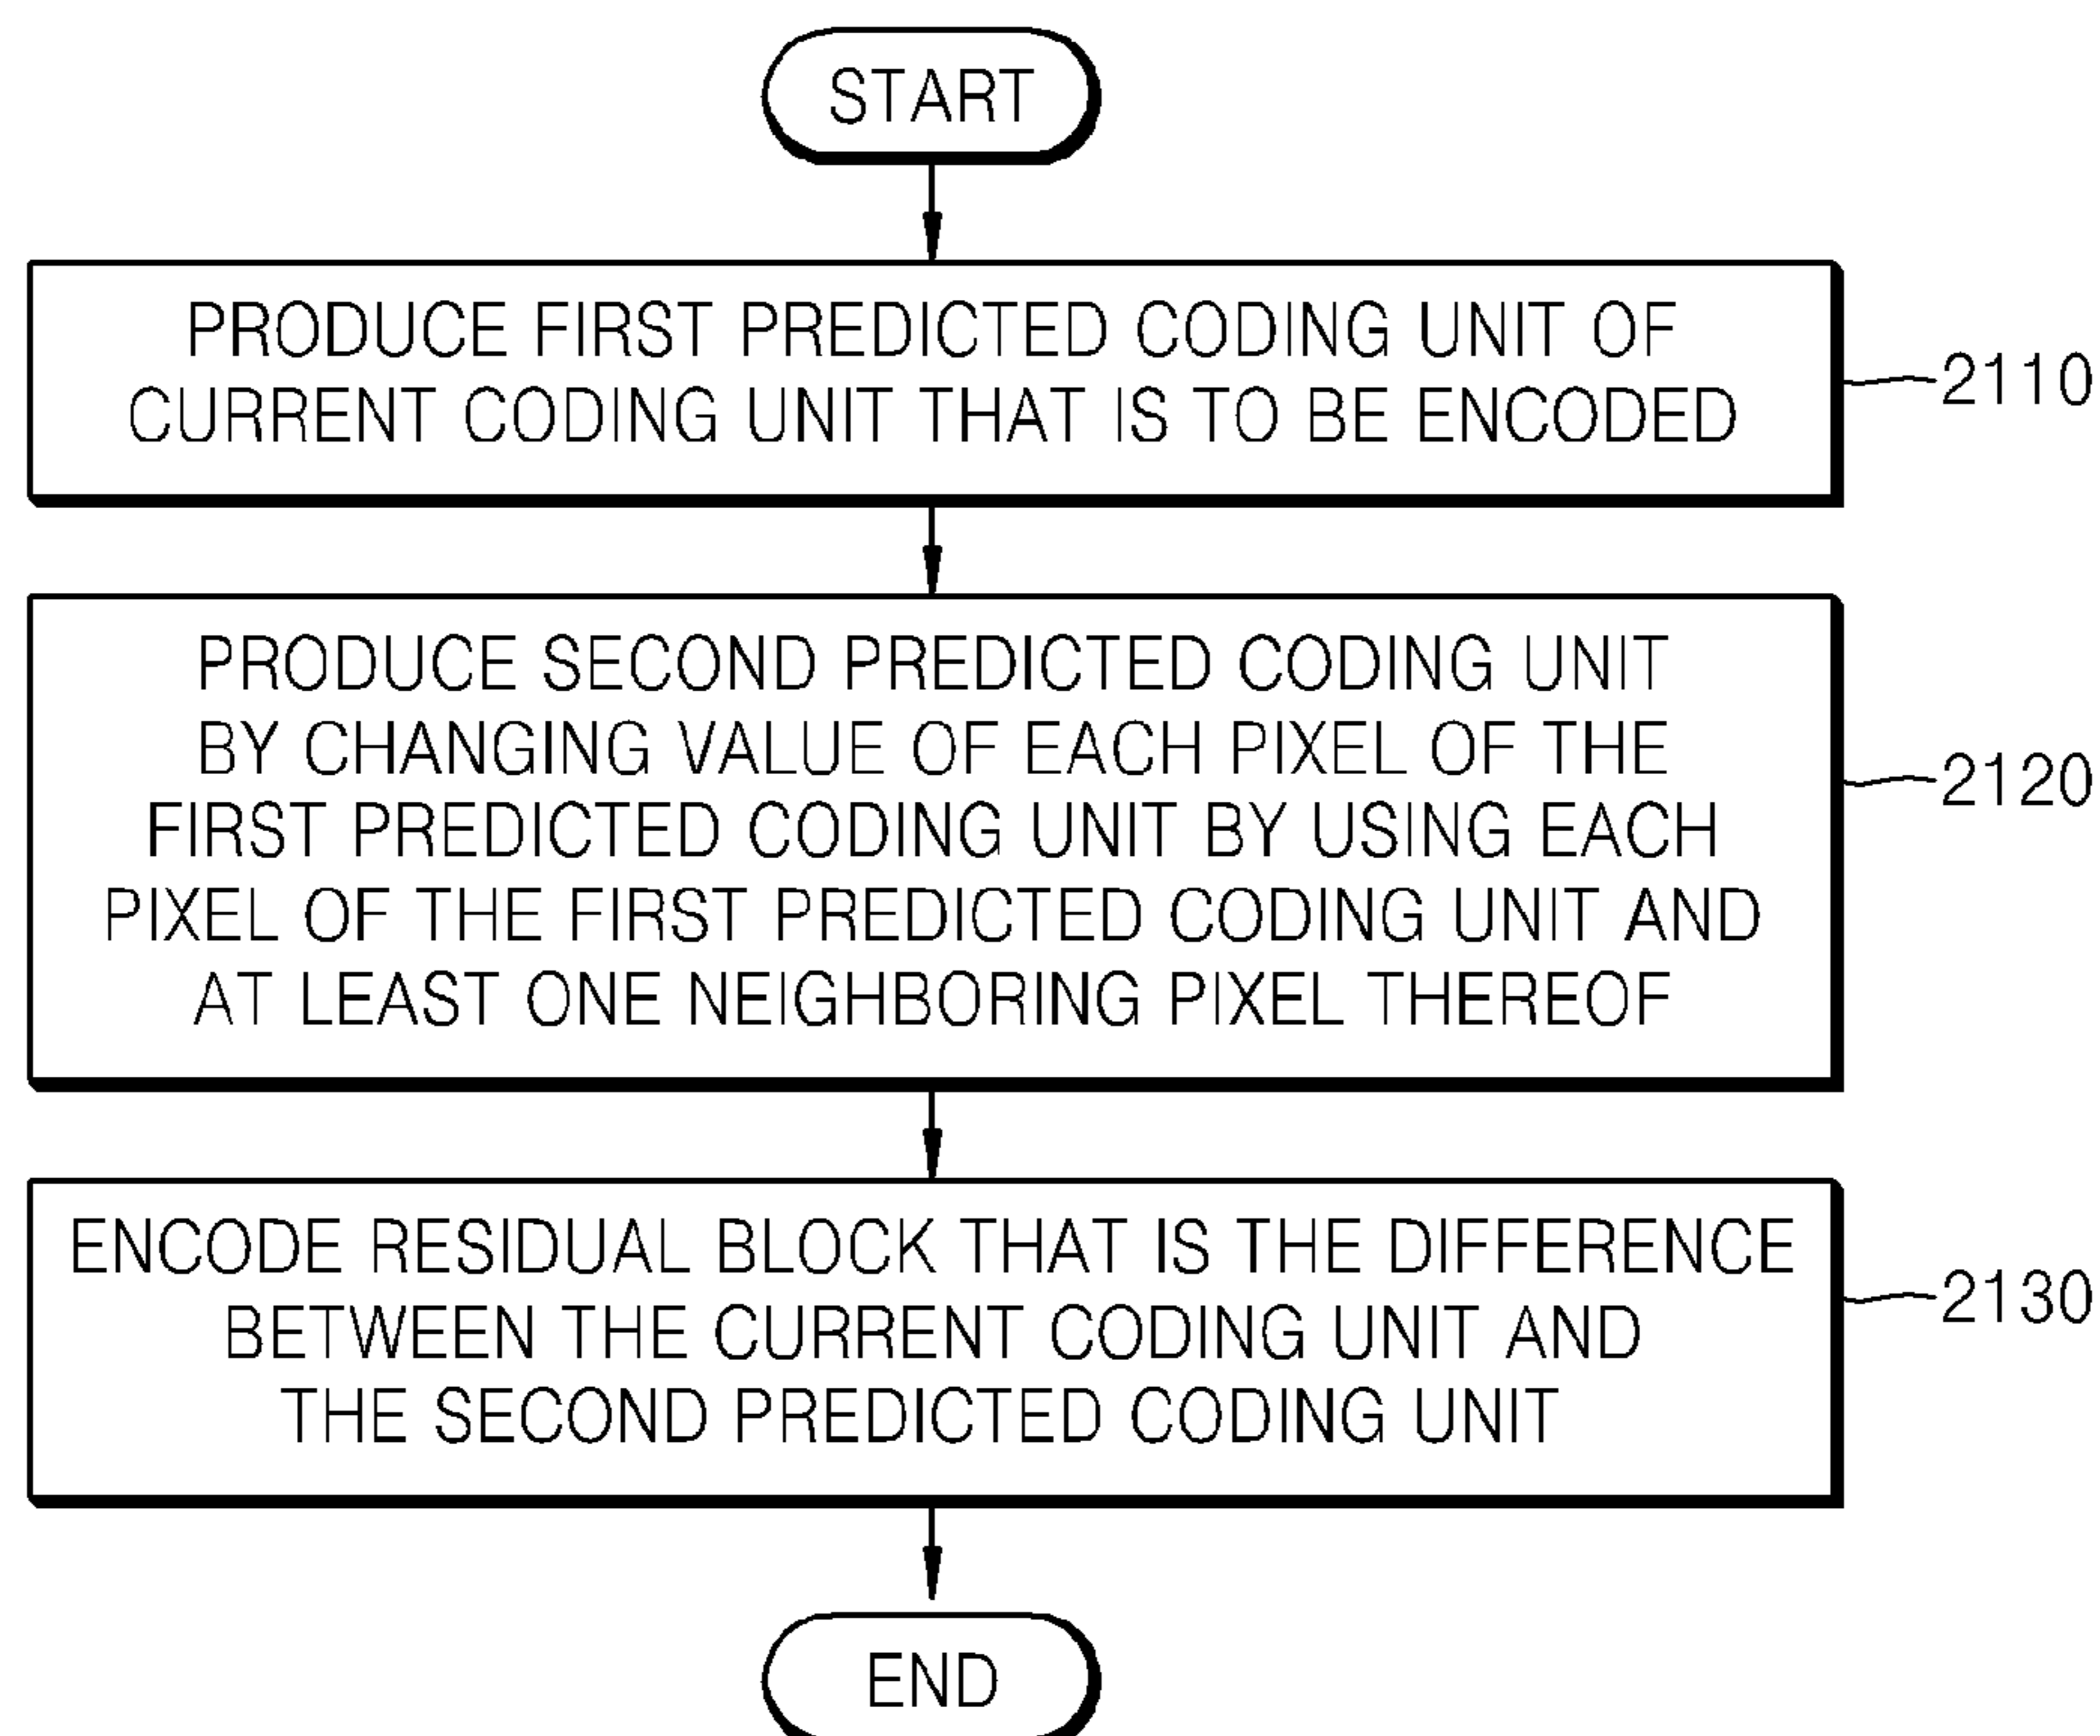 START
PRODUCE FIRST PREDICTED CODING UNIT OF
CURRENT CODING UNIT THAT IS TO BE ENCODED
2110
PRODUCE SECOND PREDICTED CODING UNIT
BY CHANGING VALUE OF EACH PIXEL OF THE
FIRST PREDICTED CODING UNIT BY USING EACH
PIXEL OF THE FIRST PREDICTED CODING UNIT AND
AT LEAST ONE NEIGHBORING PIXEL THEREOF
2120
ENCODE RESIDUAL BLOCK THAT IS THE DIFFERENCE
BETWEEN THE CURRENT CODING UNIT AND
THE SECOND PREDICTED CODING UNIT
2130
END